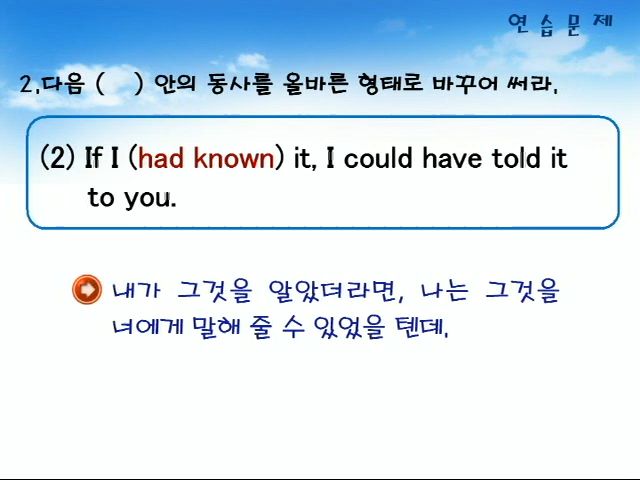 연습문제
2.다음 (    ) 안의 동사를 올바른 형태로 바꾸어 써라.
(2) If I (had known) it, I could have told it
to you.
내가 그것을 알았더라면, 나는 그것을
너에게 말해 줄 수 있었을 텐데.